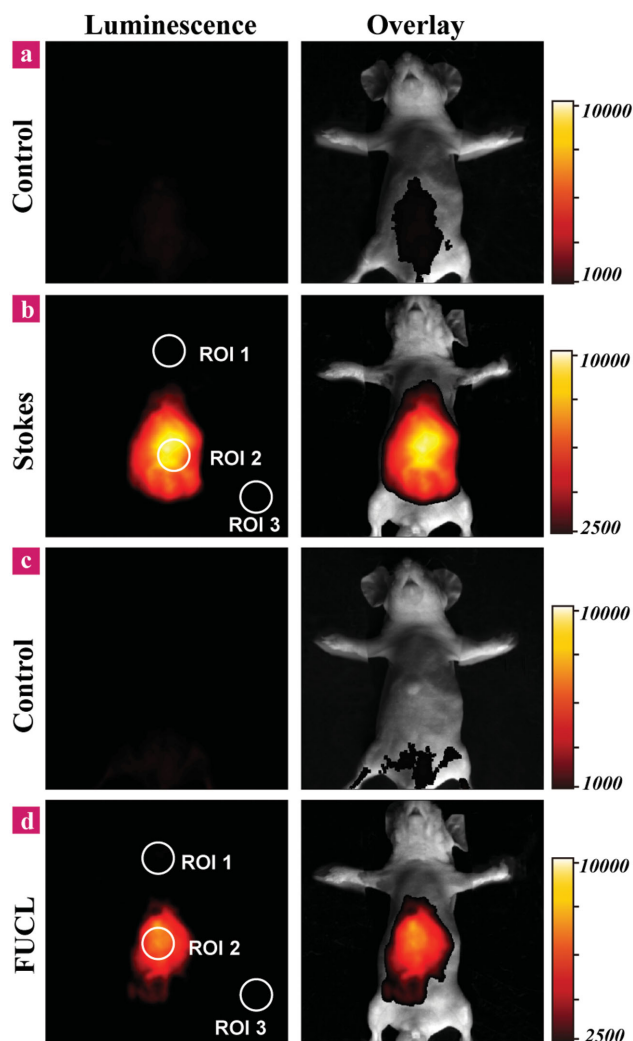 Luminescence Overlay
a
Control
10000
1000
b
Stokes
ROI 1
ROI 2
ROI 3
10000
2500
c
Control
10000
1000
d
FUCL
ROI 1
ROI 2
ROI 3
10000
2500